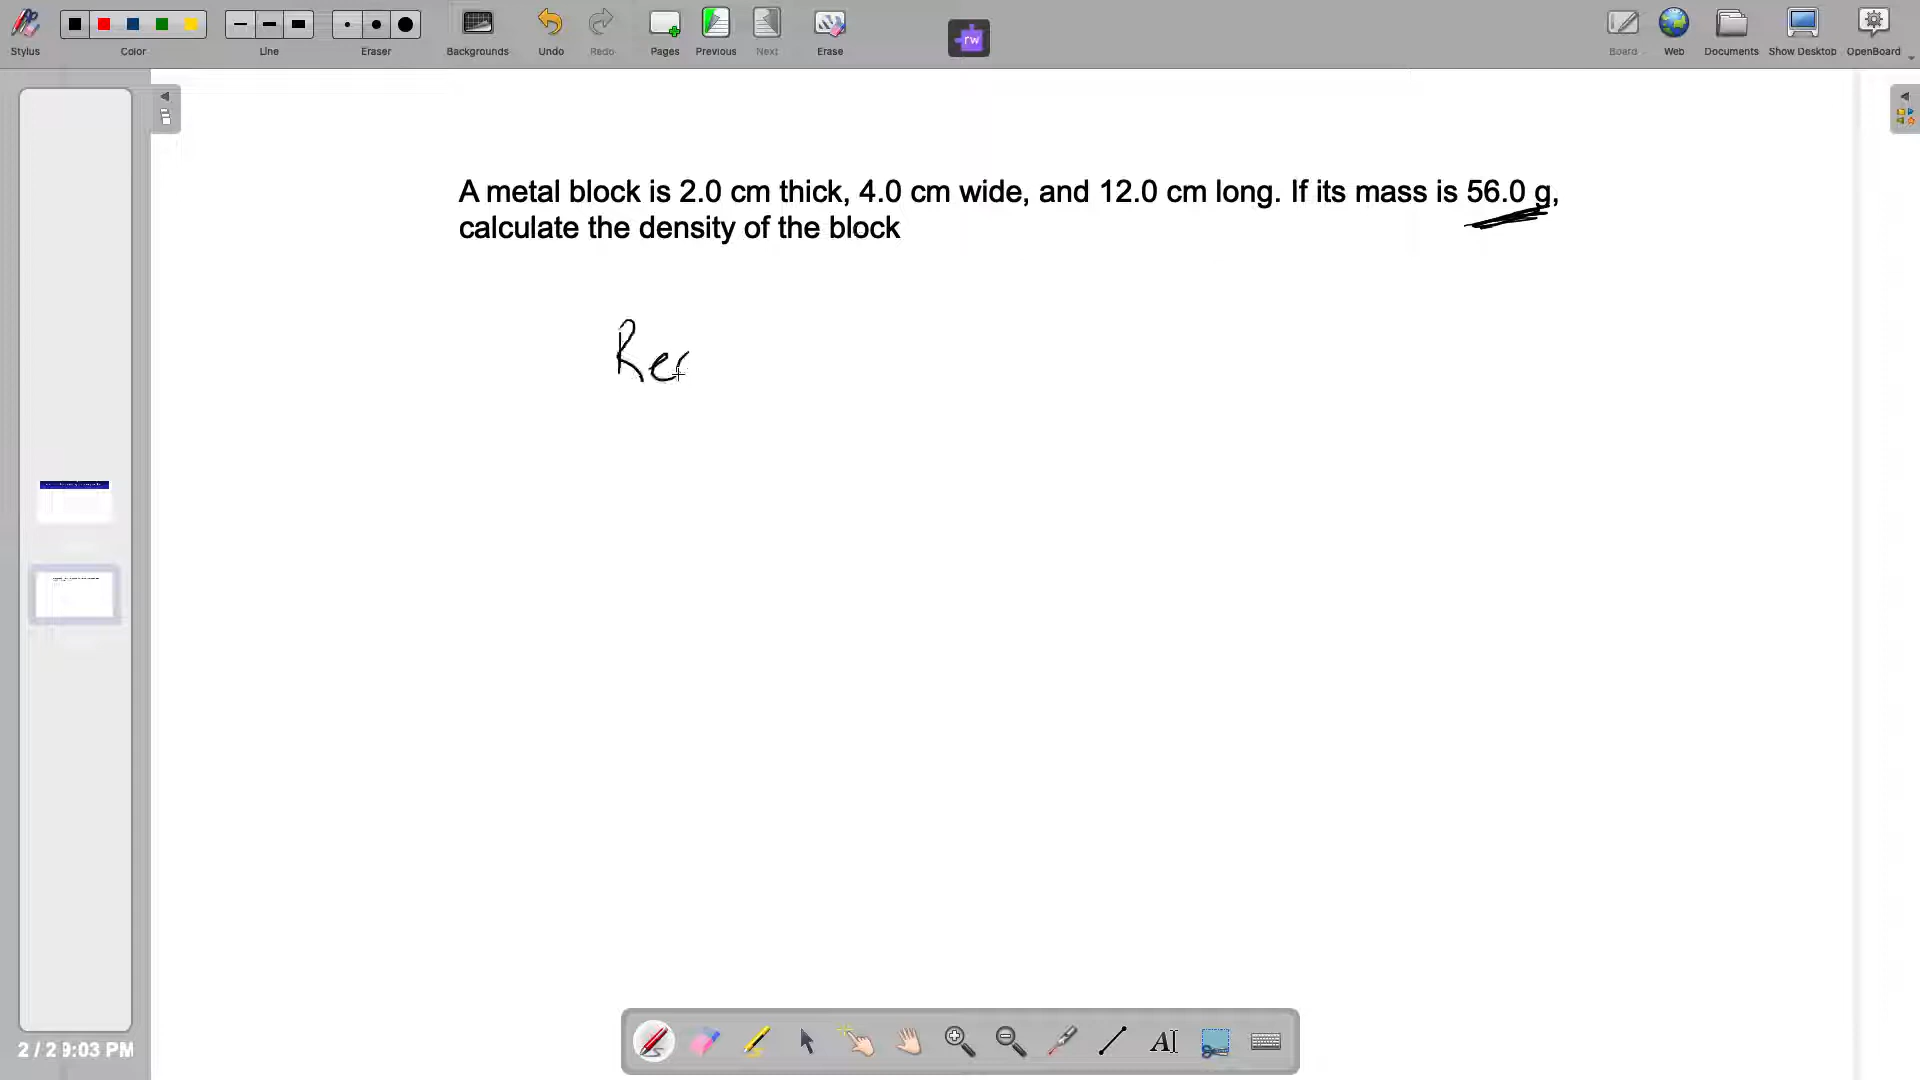 Stylus
Color
Line
Eraser
Backgrounds
Undo
Redo
Pages
Previous
Next
Erase
rw
Board
Web
Documents
Show Desktop
OpenBoard
A metal block is 2.0 cm thick, 4.0 cm wide, and 12.0 cm long. If its mass is 56.0 g,
calculate the density of the block
Rec
2 / 2 9:03 PM
AI